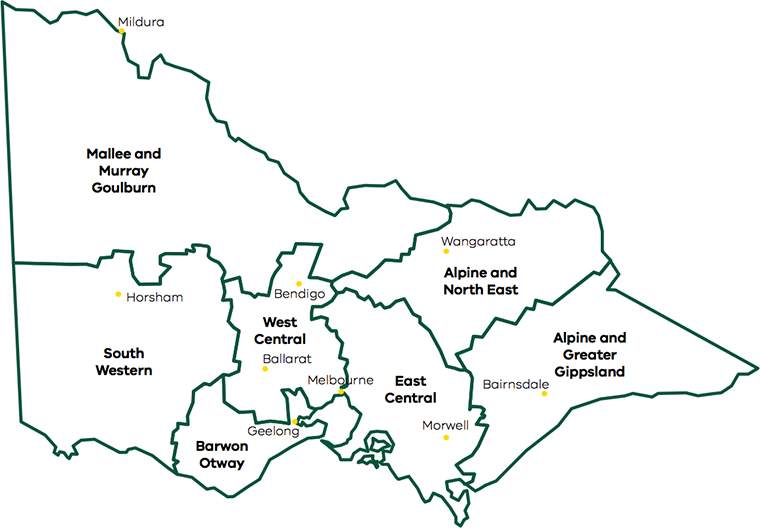 Mildura
Mallee and
Murray
Goulburn
Wangaratta
Alpine and
North East
Horsham
Bendigo
West
Central
South
Western
Ballarat
Alpine and
Greater
Gippsland
Melbourne
East
Central
Bairnsdale
Geelong
Morwell
Barwon
Otway